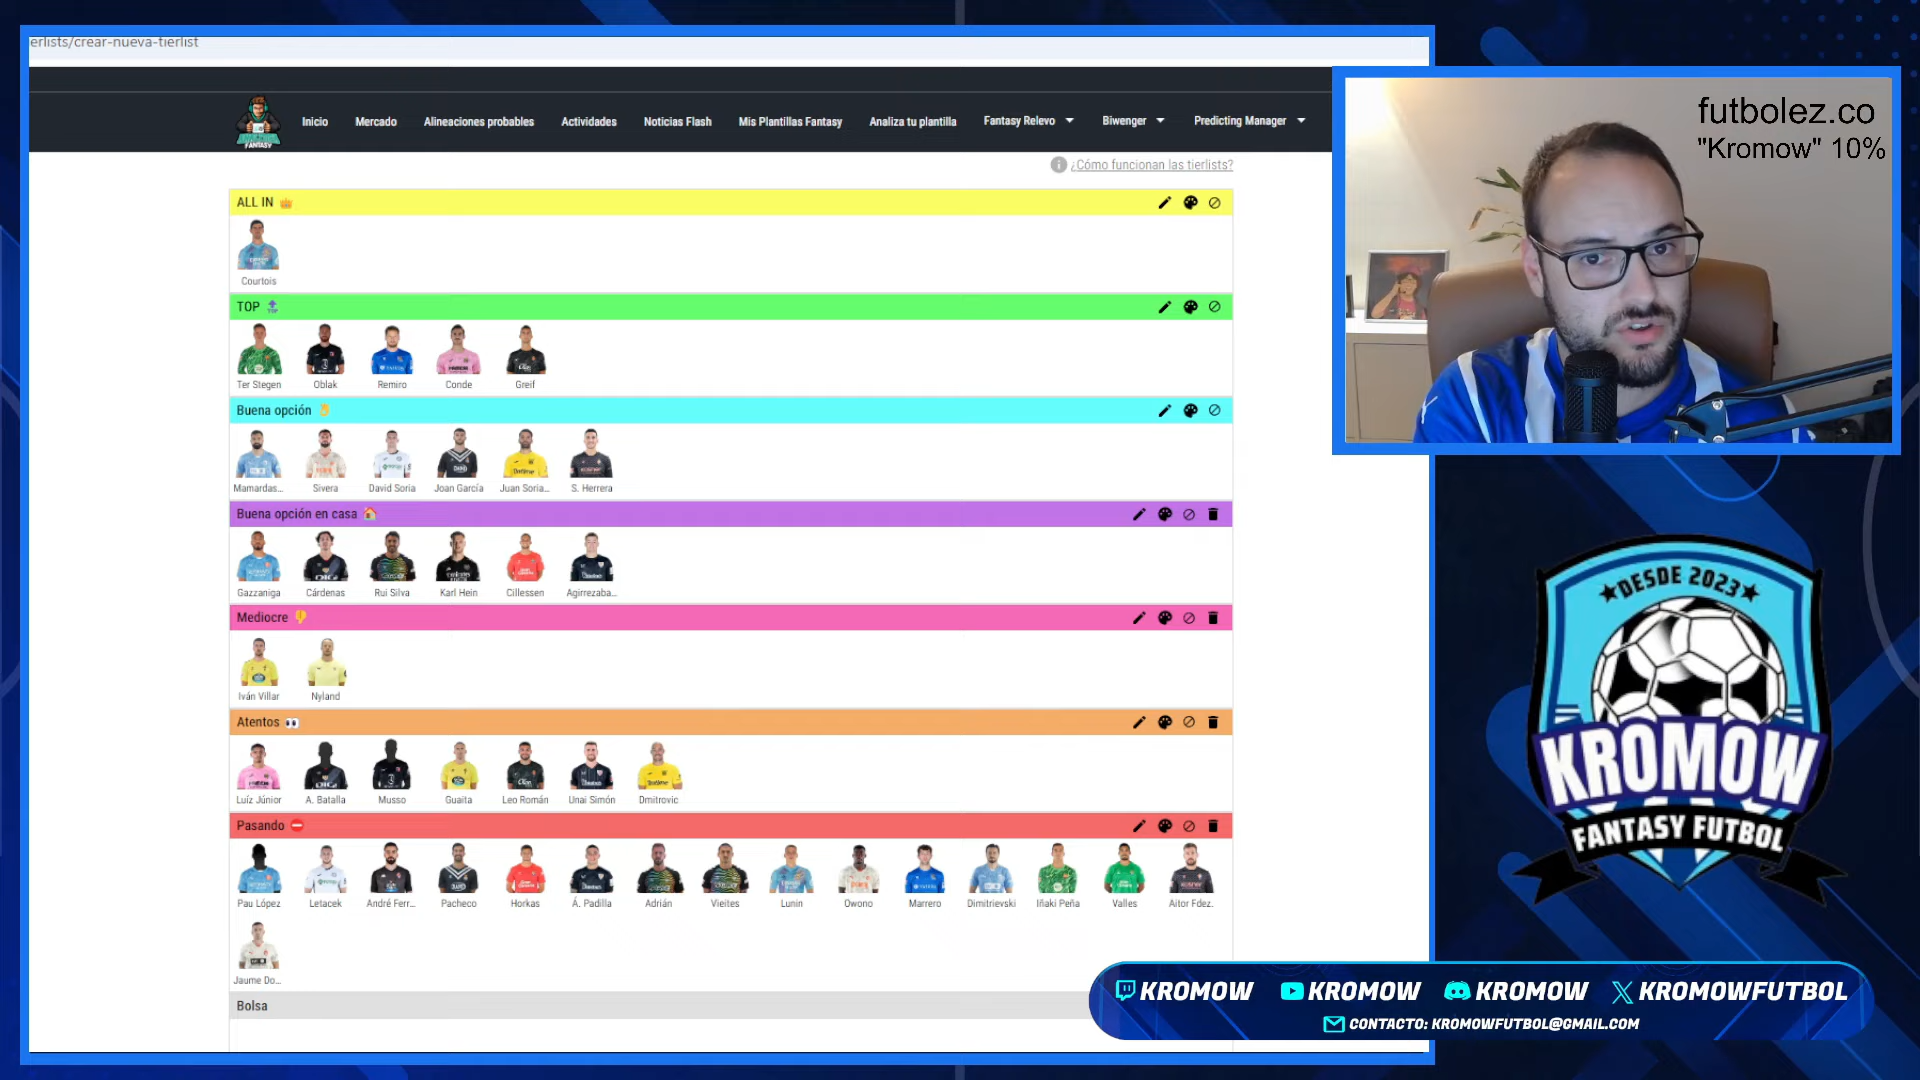 erlists/crear-nueva-tierlist
FANTASY
Inicio
Mercado
Alineaciones probables
Actividades
Noticias Flash
Mis Plantillas Fantasy
Analiza tu plantilla
Fantasy Relevo
Biwenger
Predicting Manager
¿Cómo funcionan las tierlists?
ALL IN
Courtois
TOP
Ter Stegen
Oblak
Remiro
Conde
Greif
Buena opción
Mamardas...
Sivera
David Soria
Joan García
Juan Soria...
S. Herrera
Buena opción en casa
Gazzaniga
Cárdenas
Rui Silva
Karl Hein
Cillessen
Agirrezaba...
Mediocre
Iván Villar
Nyland
Atentos
Luíz Júnior
A. Batalla
Musso
Guaita
Leo Román
Unai Simón
Dmitrovic
Pasando
Pau López
Letacek
André Ferr...
Pacheco
Horkas
Á. Padilla
Adrián
Vieites
Lunin
Owono
Marrero
Dimitrievski
Iñaki Peña
Valles
Aitor Fdez.
Jaume Do...
Bolsa
futbolez.co
"Kromow" 10%
DESDE 2023
KROMOW
FANTASY FUTBOL
KROMOW
KROMOW
KROMOW
KROMOWFUTBOL
CONTACTO: KROMOWFUTBOL@GMAIL.COM